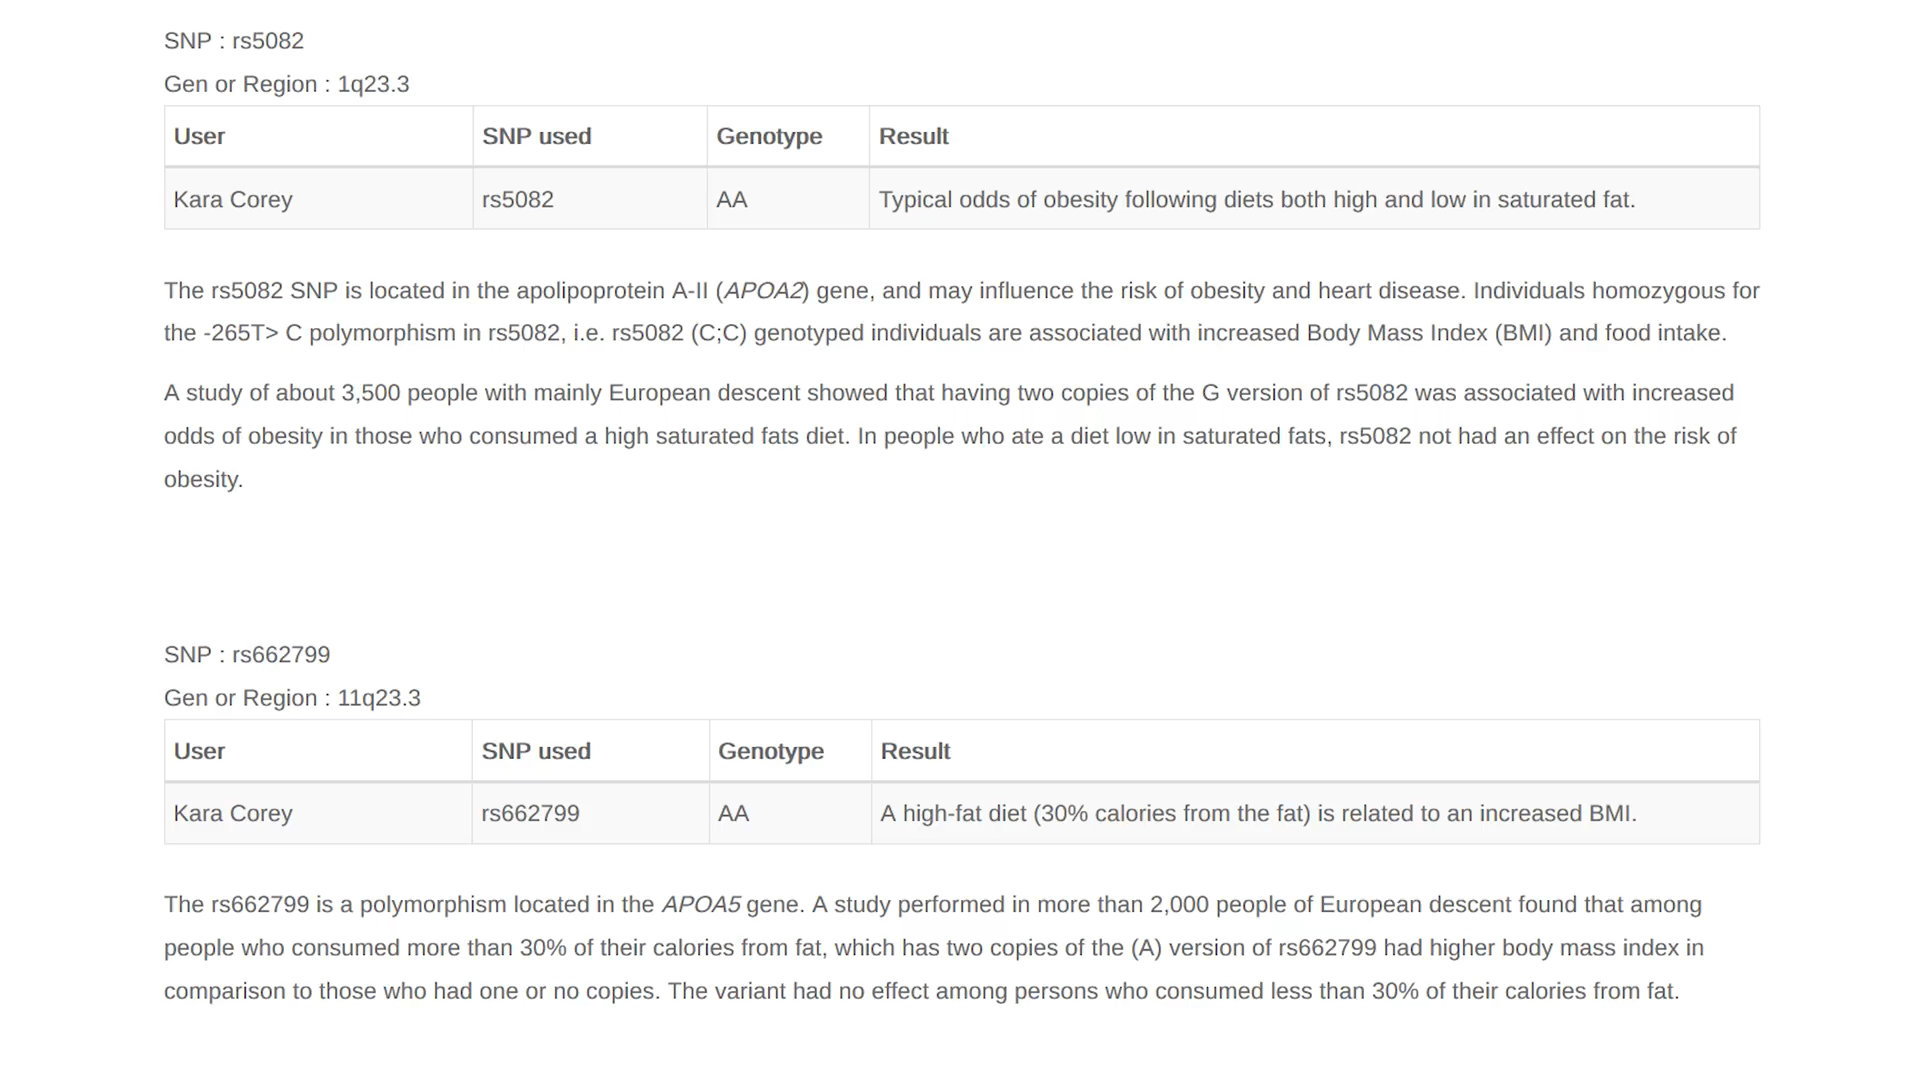 SNP : rs5082
Gen or Region : 1q23.3
User SNP used Genotype Result
Kara Corey rs5082 AA Typical odds of obesity following diets both high and low in saturated fat.
The rs5082 SNP is located in the apolipoprotein A-II (APOA2) gene, and may influence the risk of obesity and heart disease. Individuals homozygous for
the -265T> C polymorphism in rs5082, i.e. rs5082 (C;C) genotyped individuals are associated with increased Body Mass Index (BMI) and food intake.
A study of about 3,500 people with mainly European descent showed that having two copies of the G version of rs5082 was associated with increased
odds of obesity in those who consumed a high saturated fats diet. In people who ate a diet low in saturated fats, rs5082 not had an effect on the risk of
obesity.
SNP : rs662799
Gen or Region : 11q23.3
User SNP used Genotype Result
Kara Corey rs662799 AA A high-fat diet (30% calories from the fat) is related to an increased BMI.
The rs662799 is a polymorphism located in the APOA5 gene. A study performed in more than 2,000 people of European descent found that among
people who consumed more than 30% of their calories from fat, which has two copies of the (A) version of rs662799 had higher body mass index in
comparison to those who had one or no copies. The variant had no effect among persons who consumed less than 30% of their calories from fat.